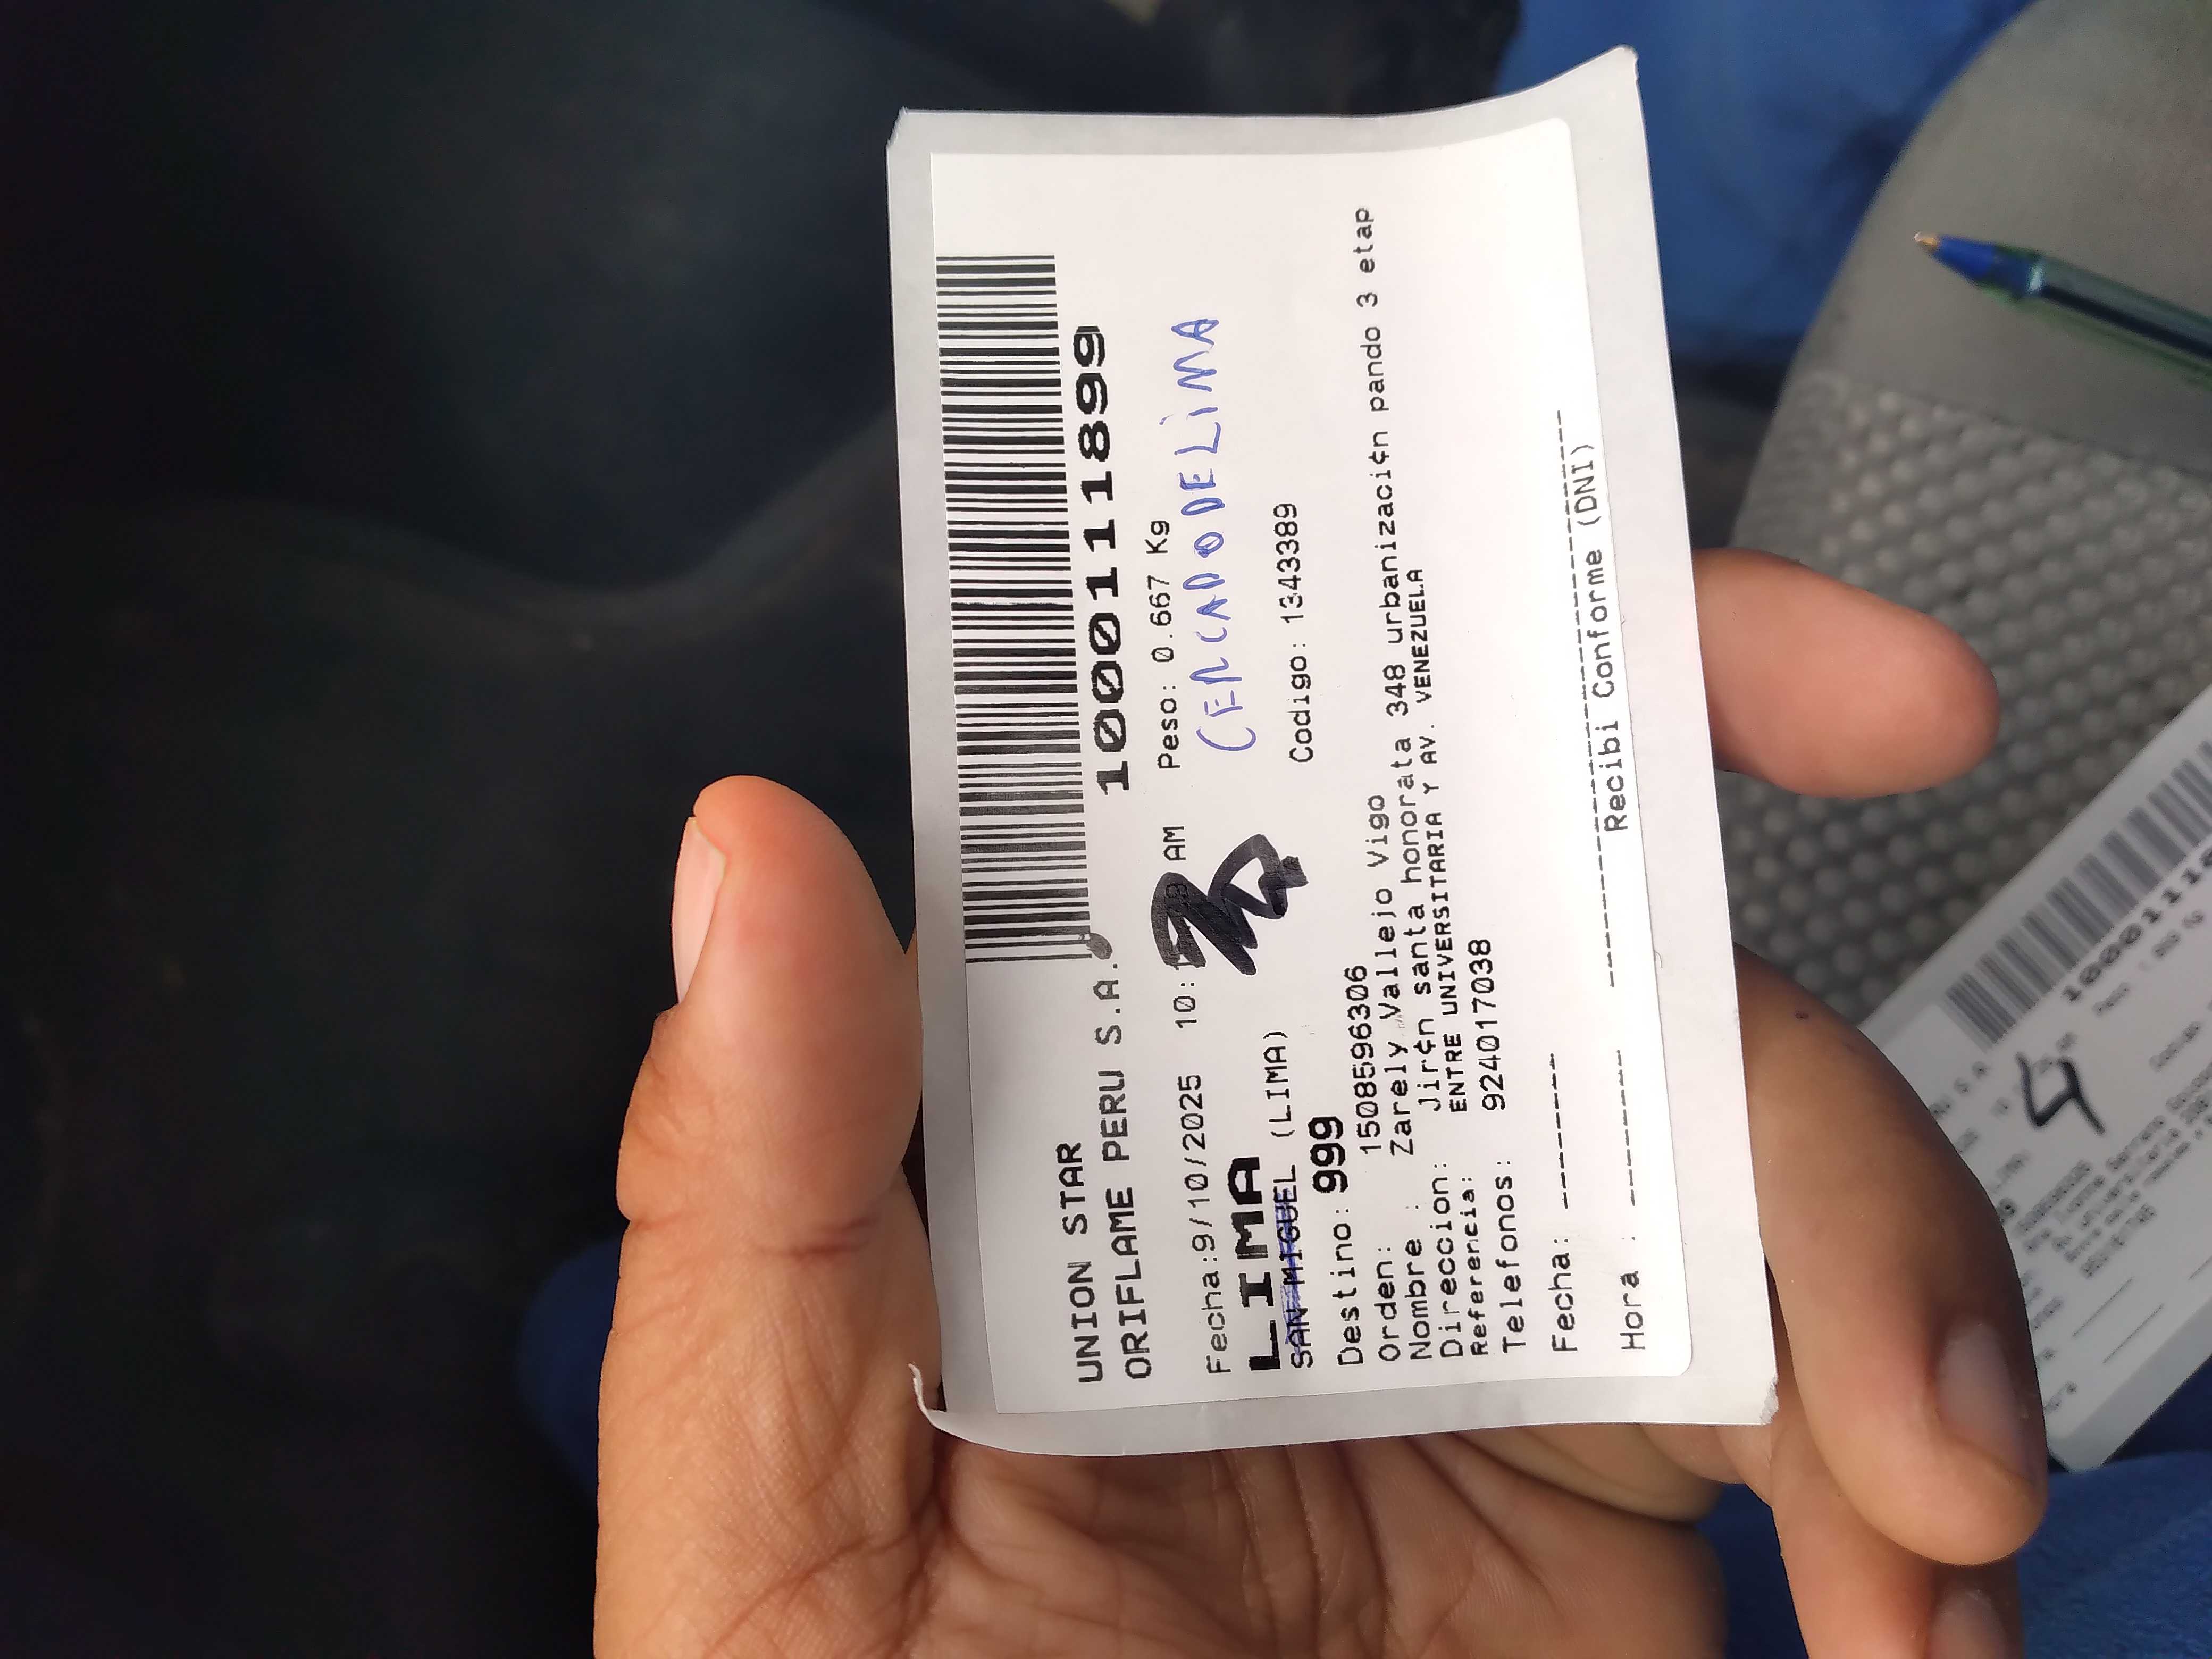 1000111899
UNION STAR
ORIFLAME PERU S.A.
Fecha:9/10/2025 10: AM Peso: 0.667 Kg
LIMA CERCADO DE LIMA
SAN MIGUEL (LIMA)
Destino: 999 Codigo: 1343389
Orden: 1508596306
Nombre : Zarely Vallejo Vigo
Direccion: Jir¢n santa honorata 348 urbanizaci¢n pando 3 etap
Referencia: ENTRE UNIVERSITARIA Y AV. VENEZUELA
Telefonos: 924017038
Fecha: -------
Hora : ------- Recibi Conforme (DNI)